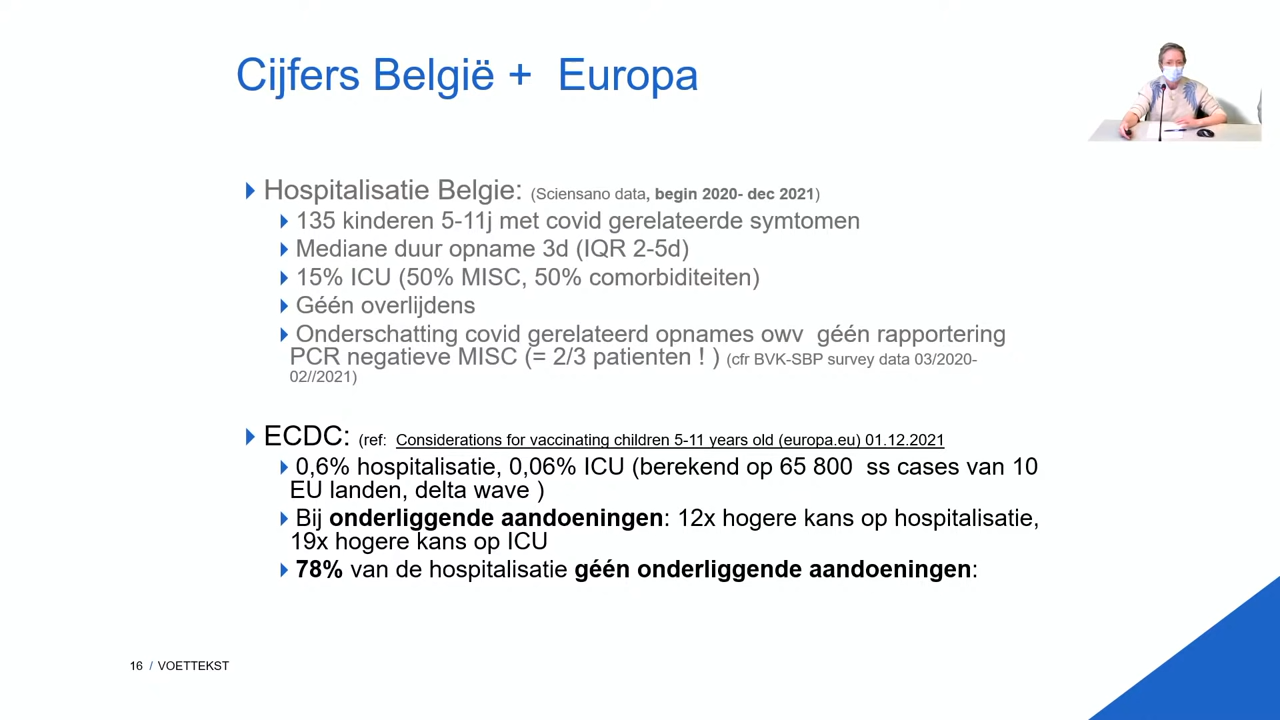 Cijfers België + Europa
Hospitalisatie Belgie: (Sciensano data, begin 2020- dec 2021)
135 kinderen 5-11j met covid gerelateerde symtomen
Mediane duur opname 3d (IQR 2-5d)
15% ICU (50% MISC, 50% comorbiditeiten)
Géén overlijdens
Onderschatting covid gerelateerd opnames owv géén rapportering
PCR negatieve MISC (= 2/3 patienten ! ) (cfr BVK-SBP survey data 03/2020-
02//2021)
ECDC: (ref: Considerations for vaccinating children 5-11 years old (europa.eu) 01.12.2021
0,6% hospitalisatie, 0,06% ICU (berekend op 65 800 ss cases van 10
EU landen, delta wave )
Bij onderliggende aandoeningen: 12x hogere kans op hospitalisatie,
19x hogere kans op ICU
78% van de hospitalisatie géén onderliggende aandoeningen:
16 / VOETTEKST